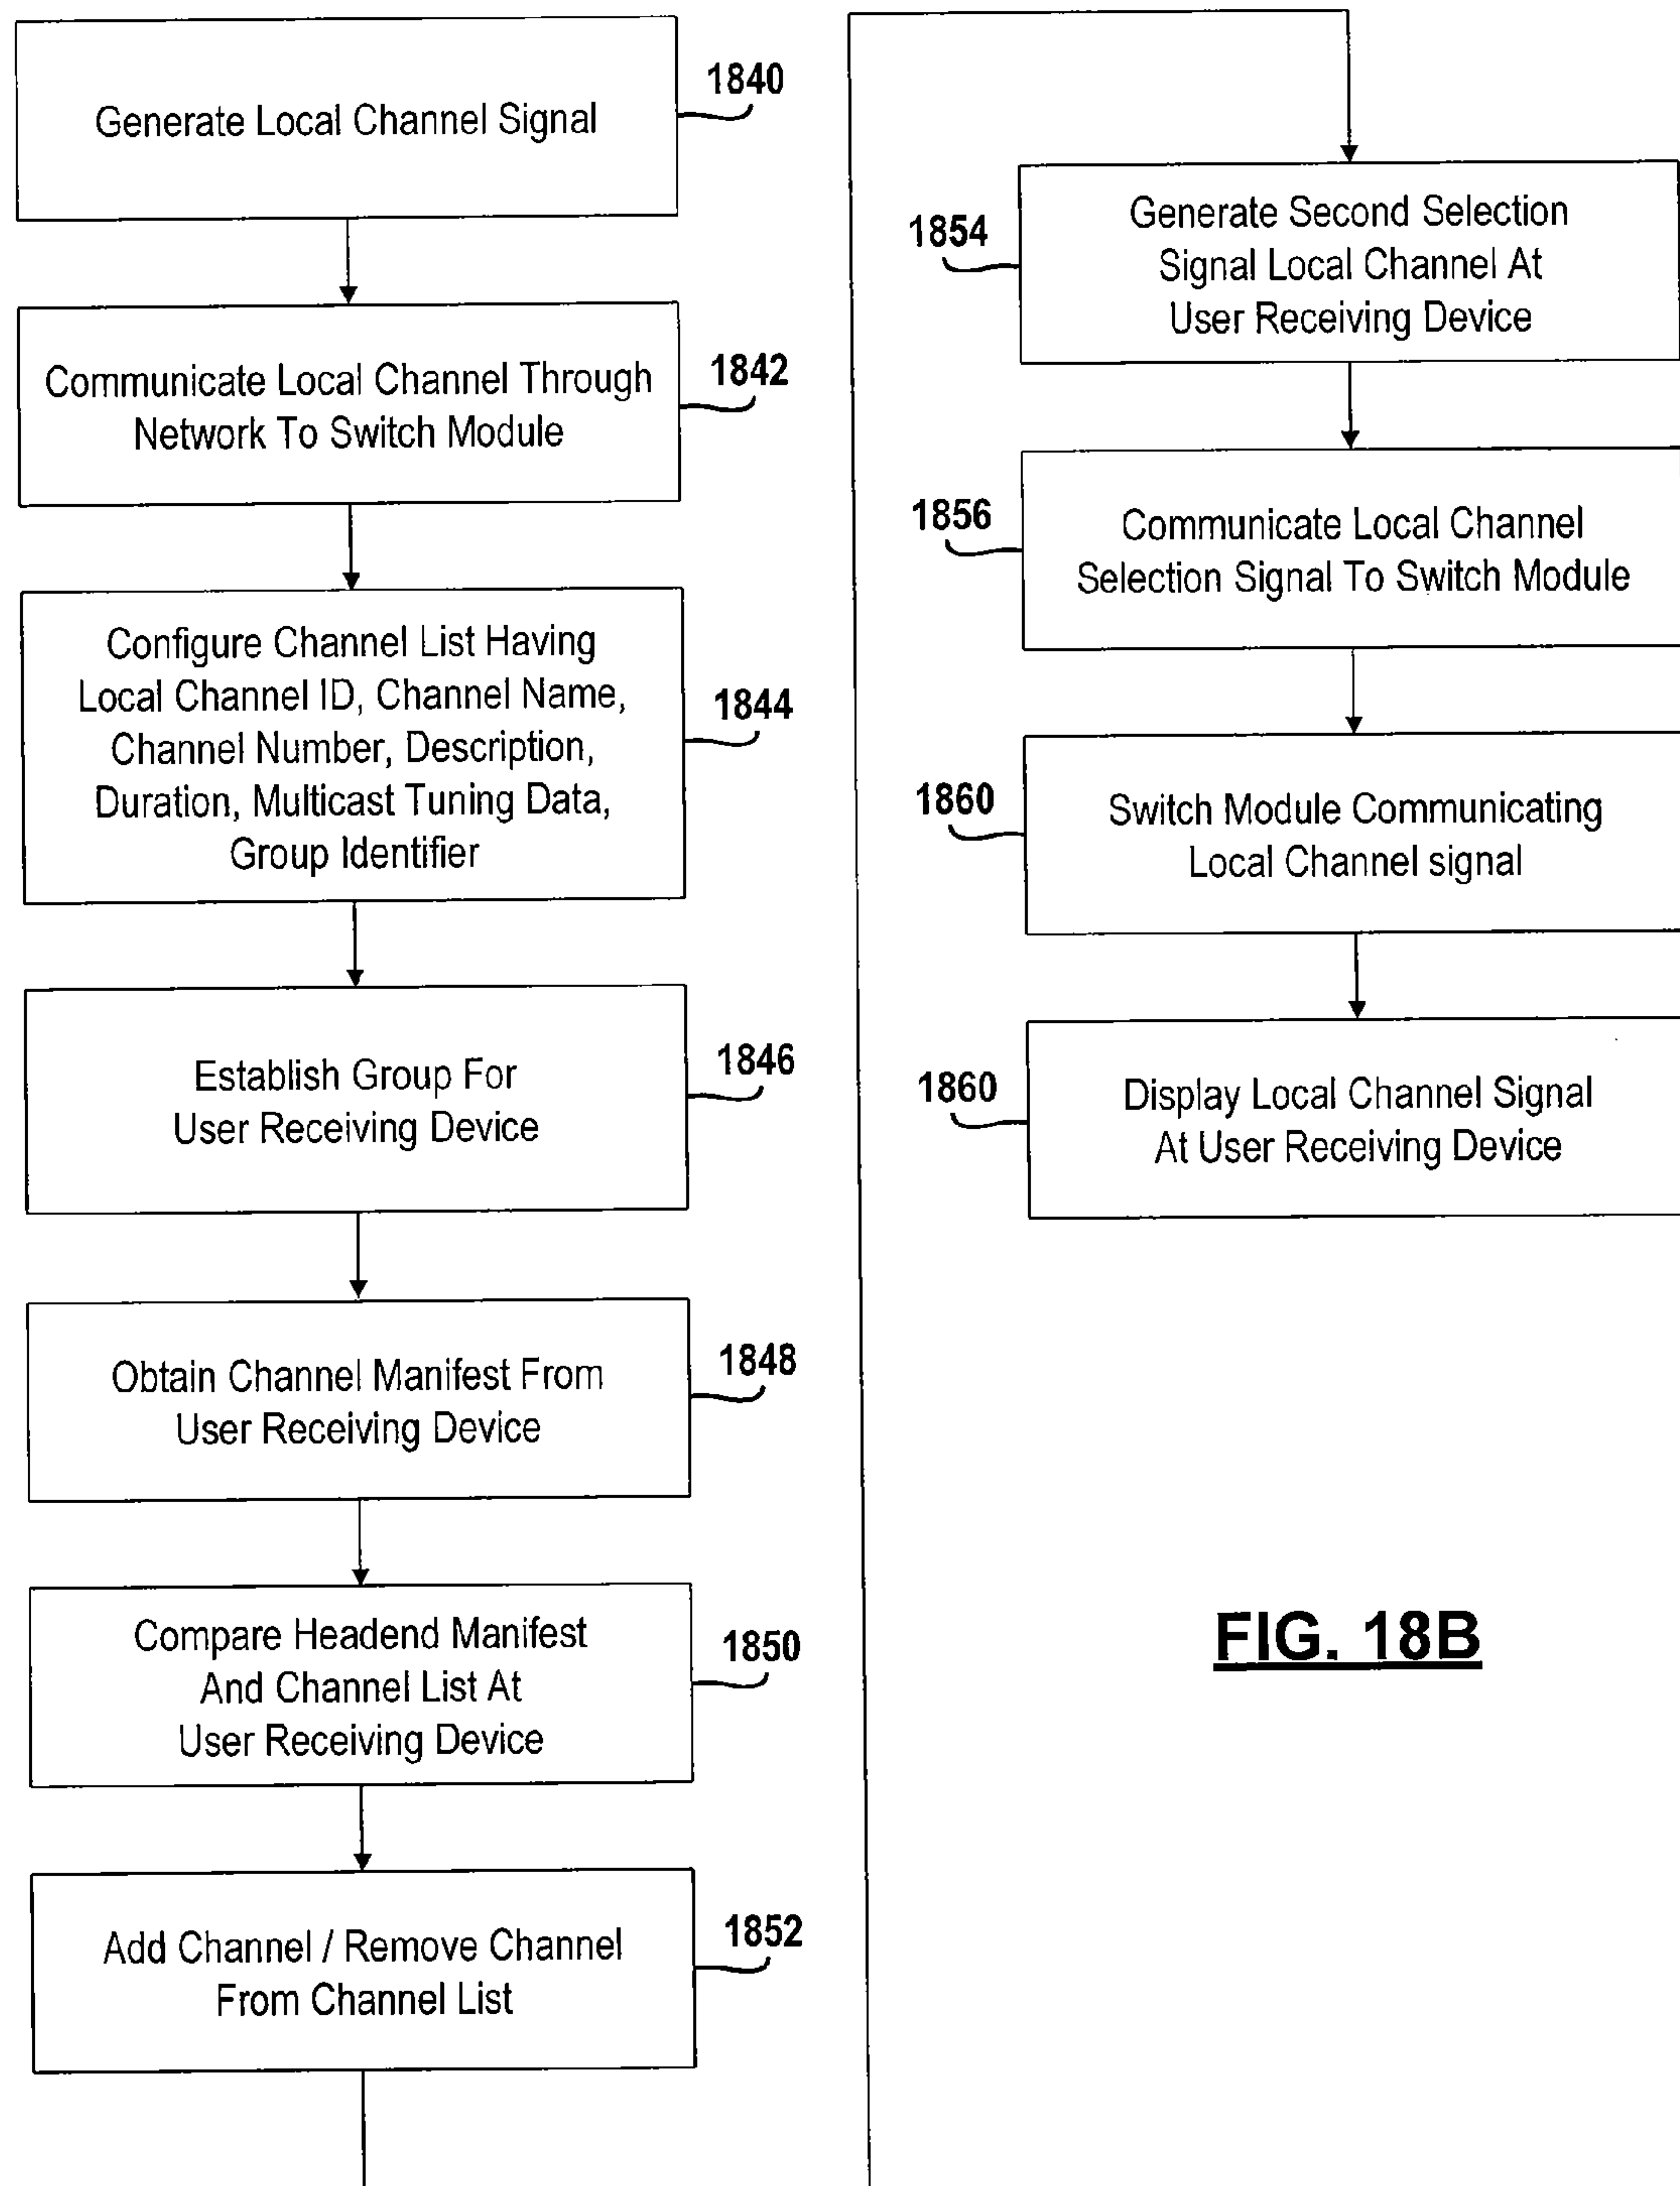 Generate Local Channel Signal
1840
Communicate Local Channel Through
Network To Switch Module
1842
Configure Channel List Having
Local Channel ID, Channel Name,
Channel Number, Description,
Duration, Multicast Tuning Data,
Group Identifier
1844
Establish Group For
User Receiving Device
1846
Obtain Channel Manifest From
User Receiving Device
1848
Compare Headend Manifest
And Channel List At
User Receiving Device
1850
Add Channel / Remove Channel
From Channel List
1852
1854
Generate Second Selection
Signal Local Channel At
User Receiving Device
1856
Communicate Local Channel
Selection Signal To Switch Module
1860
Switch Module Communicating
Local Channel signal
1860
Display Local Channel Signal
At User Receiving Device
FIG. 18B